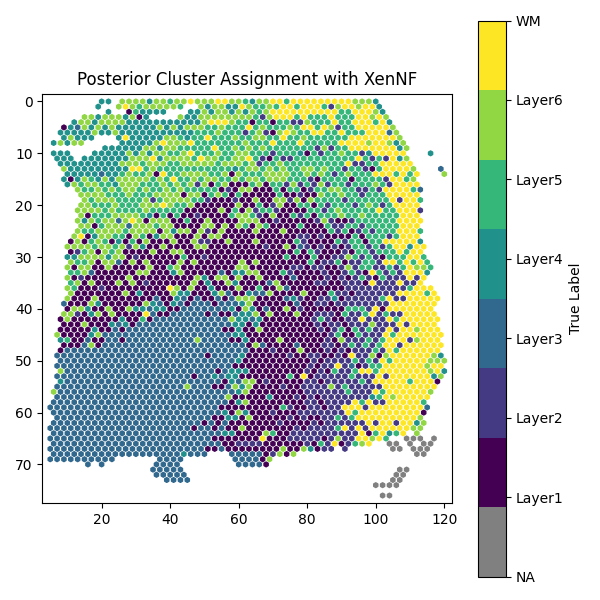 Posterior Cluster Assignment with XenNF
0
10
20
30
40
50
60
70
20
40
60
80
100
120
WM
Layer6
Layer5
Layer4
Layer3
Layer2
Layer1
NA
True Label